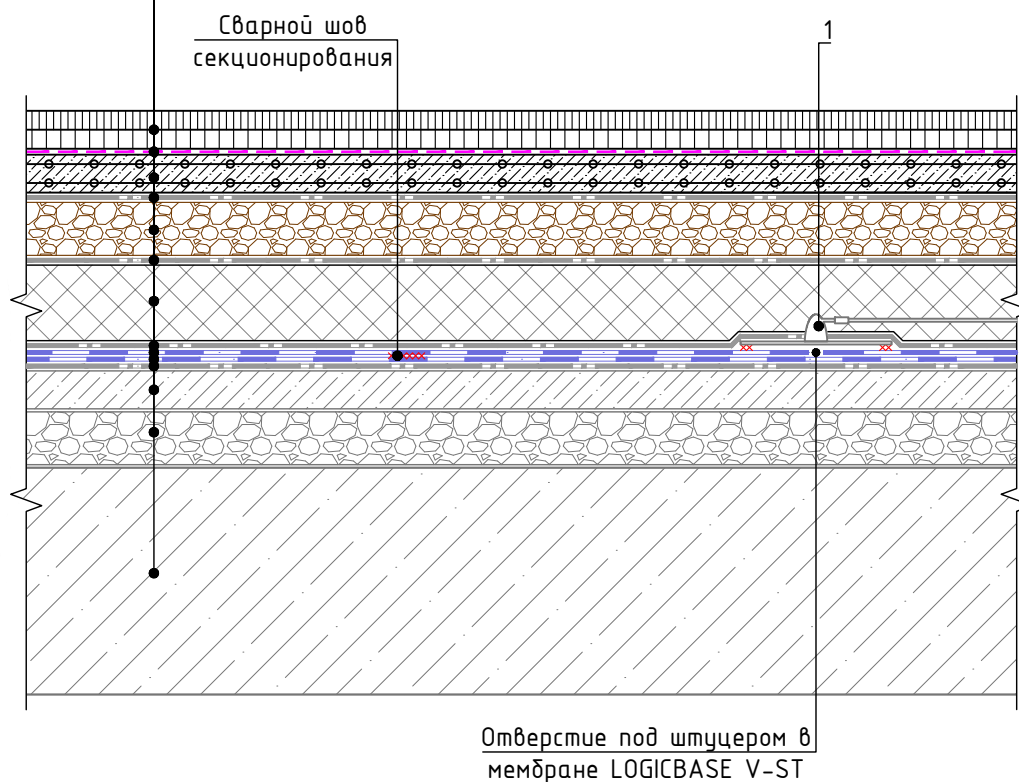 Сварной шов
секционирования
1
Отверстие под штуцером в
мембране LOGICBASE V-ST